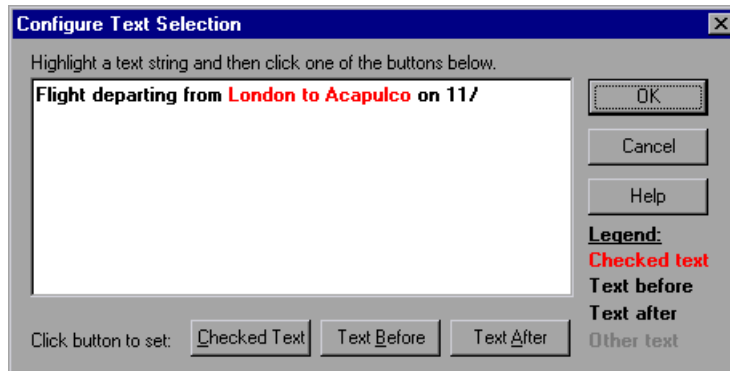 Configure Text Selection
Highlight a text string and then click one of the buttons below.
Flight departing from London to Acapulco on 11/
OK
Cancel
Help
Legend:
Checked text
Text before
Text after
Other text
Click button to set: Checked Text Text Before Text After